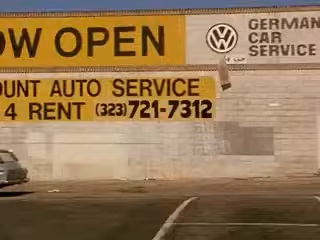 OW OPEN
GERMAN
CAR
SERVICE
OUNT AUTO SERVICE
4 RENT (323)721-7312